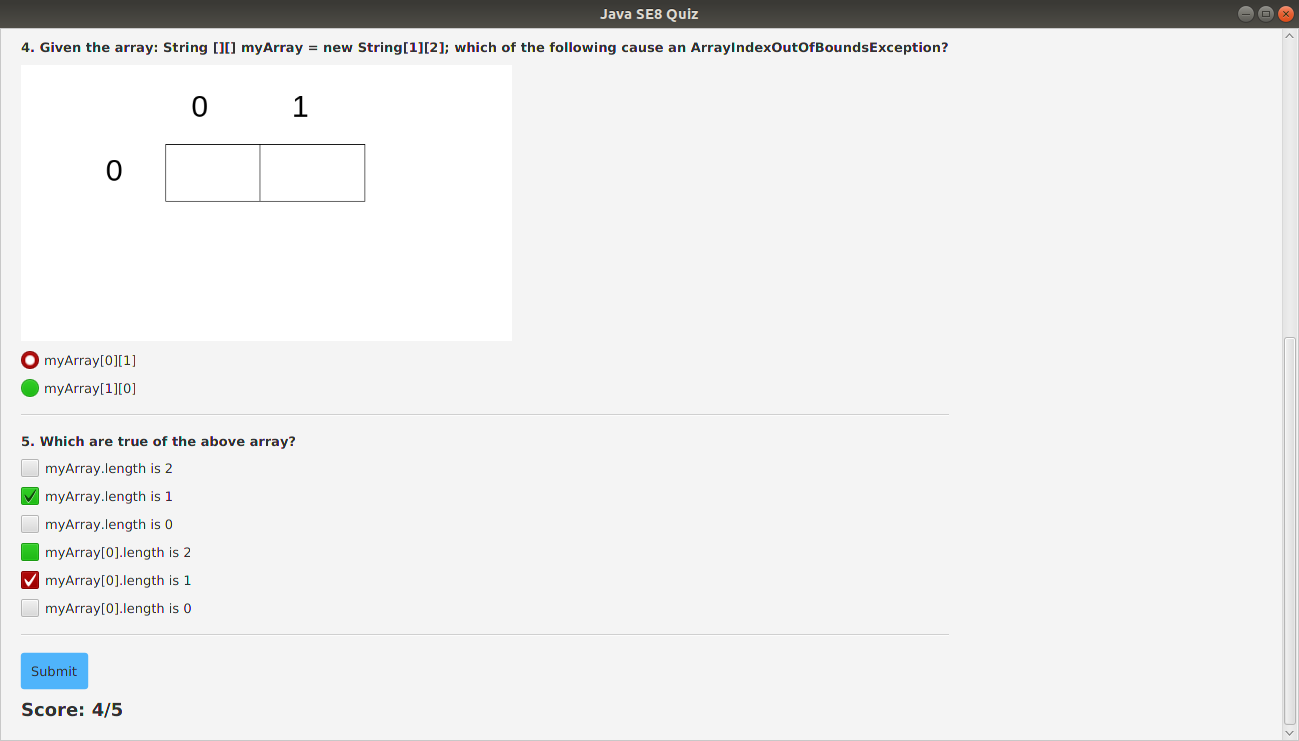 Java SE8 Quiz
4. Given the array: String [][] myArray = new String[1][2]; which of the following cause an ArrayIndexOutOfBoundsException?
0 1
0
myArray[0][1]
myArray[1][0]
5. Which are true of the above array?
myArray.length is 2
myArray.length is 1
myArray.length is 0
myArray[0].length is 2
myArray[0].length is 1
myArray[0].length is 0
Submit
Score: 4/5